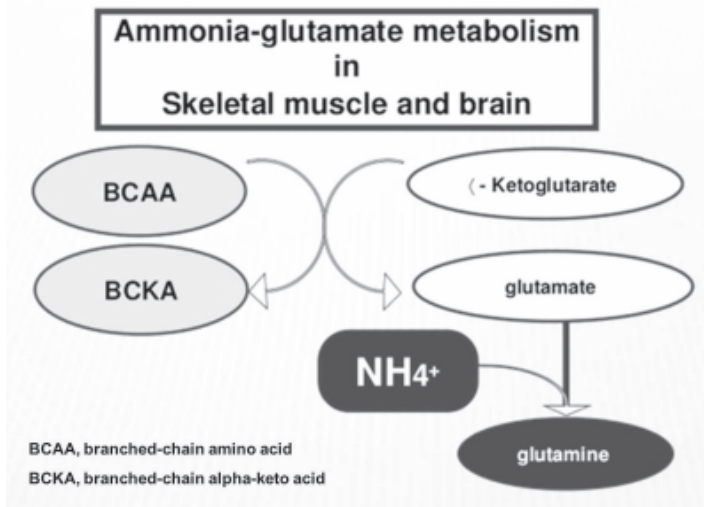 Ammonia-glutamate metabolism
in
Skeletal muscle and brain
BCAA
⟨- Ketoglutarate
BCKA
glutamate
NH4+
glutamine
BCAA, branched-chain amino acid
BCKA, branched-chain alpha-keto acid